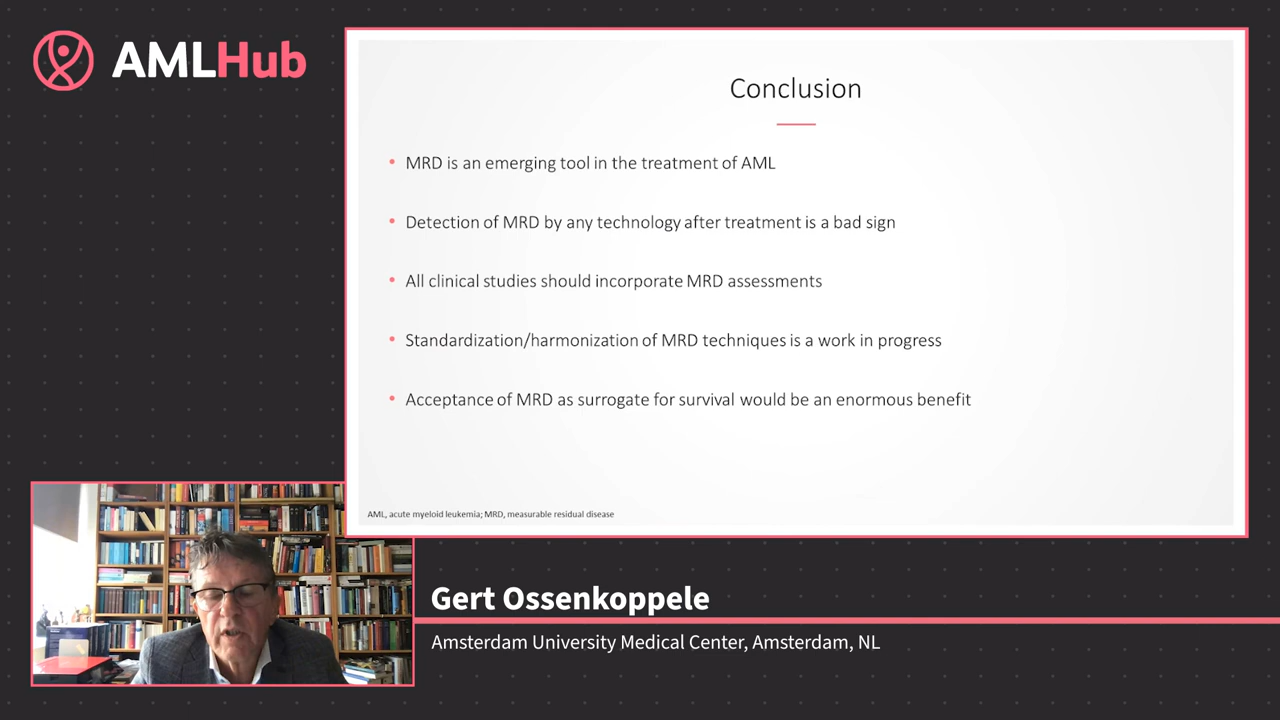 AMLHub
Conclusion
• MRD is an emerging tool in the treatment of AML
• Detection of MRD by any technology after treatment is a bad sign
• All clinical studies should incorporate MRD assessments
• Standardization/harmonization of MRD techniques is a work in progress
• Acceptance of MRD as surrogate for survival would be an enormous benefit
AML, acute myeloid leukemia; MRD, measurable residual disease
Gert Ossenkoppele
Amsterdam University Medical Center, Amsterdam, NL